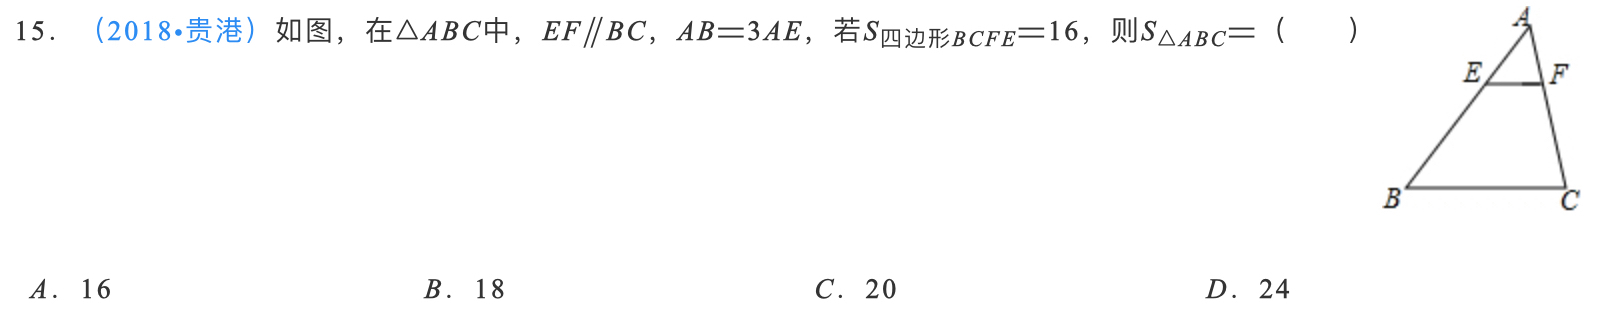 15. （2018•贵港）如图，在△ABC中，EF∥BC，AB＝3AE，若S四边形BCFE＝16，则S△ABC＝（　　）
A
E
F
B
C
A. 16 B. 18 C. 20 D. 24